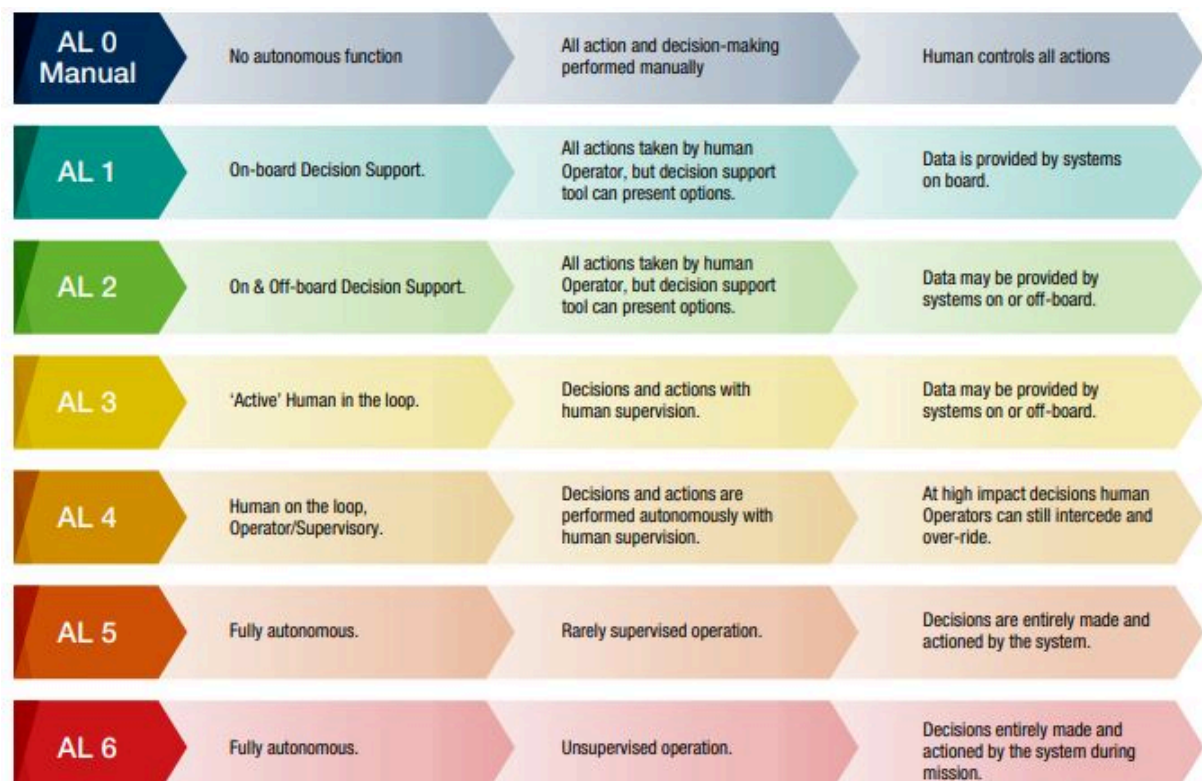 AL 0
Manual
No autonomous function
All action and decision-making
performed manually
Human controls all actions
AL 1
On-board Decision Support.
All actions taken by human
Operator, but decision support
tool can present options.
Data is provided by systems
on board.
AL 2
On & Off-board Decision Support.
All actions taken by human
Operator, but decision support
tool can present options.
Data may be provided by
systems on or off-board.
AL 3
‘Active’ Human in the loop.
Decisions and actions with
human supervision.
Data may be provided by
systems on or off-board.
AL 4
Human on the loop,
Operator/Supervisory.
Decisions and actions are
performed autonomously with
human supervision.
At high impact decisions human
Operators can still intercede and
over-ride.
AL 5
Fully autonomous.
Rarely supervised operation.
Decisions are entirely made and
actioned by the system.
AL 6
Fully autonomous.
Unsupervised operation.
Decisions entirely made and
actioned by the system during
mission.